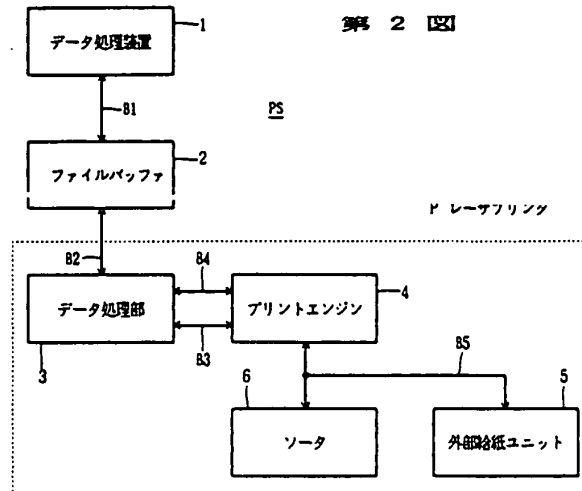 第 2 図
1
データ処理装置
B1
PS
2
ファイルバッファ
B2
B4
データ処理部
プリントエンジン
4
3
B3
B5
6
5
ソータ
外部給紙ユニット